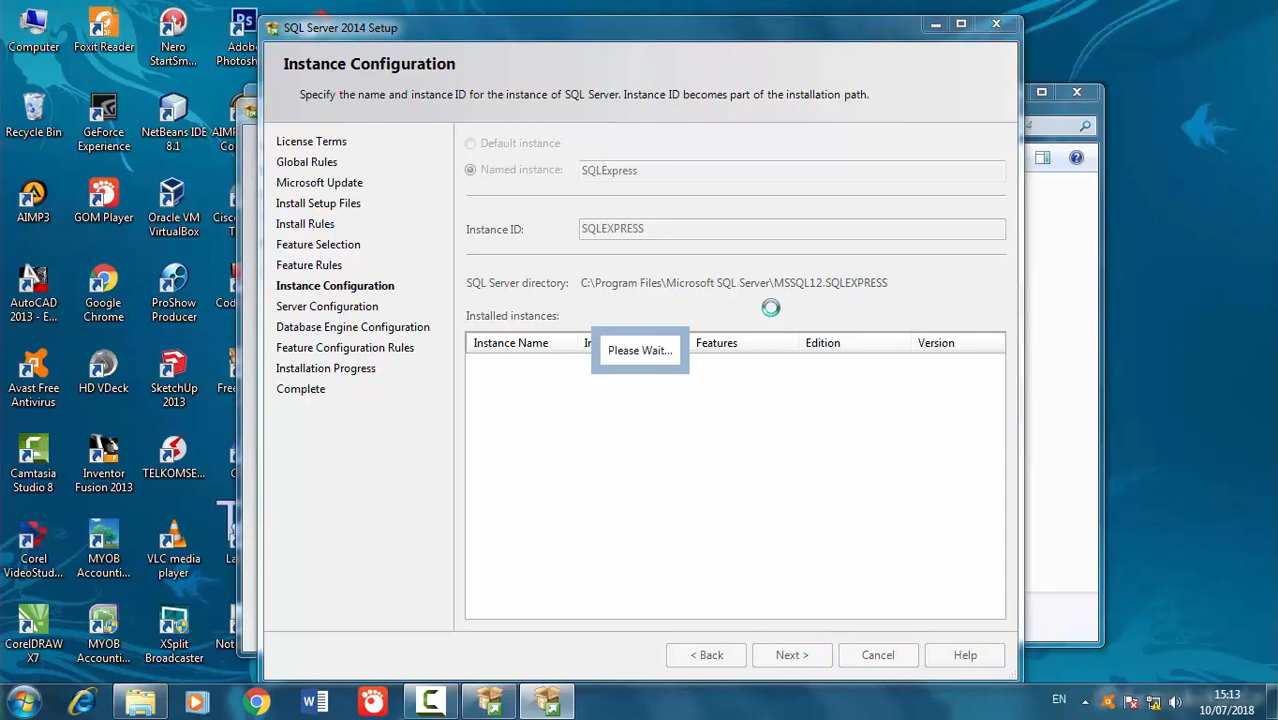 Computer
Foxit Reader
Nero
StartSm...
Recycle Bin
GeForce
Experience
NetBeans IDE
8.1
AIMP3
GOM Player
Oracle VM
VirtualBox
AutoCAD
2013 - E...
Google
Chrome
ProShow
Producer
Avast Free
Antivirus
HD VDeck
SketchUp
2013
Camtasia
Studio 8
Inventor
Fusion 2013
TELKOMSE...
Corel
VideoStud...
MYOB
Accounti...
VLC media
player
CorelDRAW
X7
MYOB
Accounti...
XSplit
Broadcaster
SQL Server 2014 Setup
Instance Configuration
Specify the name and instance ID for the instance of SQL Server. Instance ID becomes part of the installation path.
License Terms
Global Rules
Microsoft Update
Install Setup Files
Install Rules
Feature Selection
Feature Rules
Instance Configuration
Server Configuration
Database Engine Configuration
Feature Configuration Rules
Installation Progress
Complete
Default instance
Named instance: SQLExpress
Instance ID: SQLEXPRESS
SQL Server directory: C:\Program Files\Microsoft SQL Server\MSSQL12.SQLEXPRESS
Installed instances:
Instance Name Features Edition Version
Please Wait...
< Back Next > Cancel Help
EN
15:13
10/07/2018